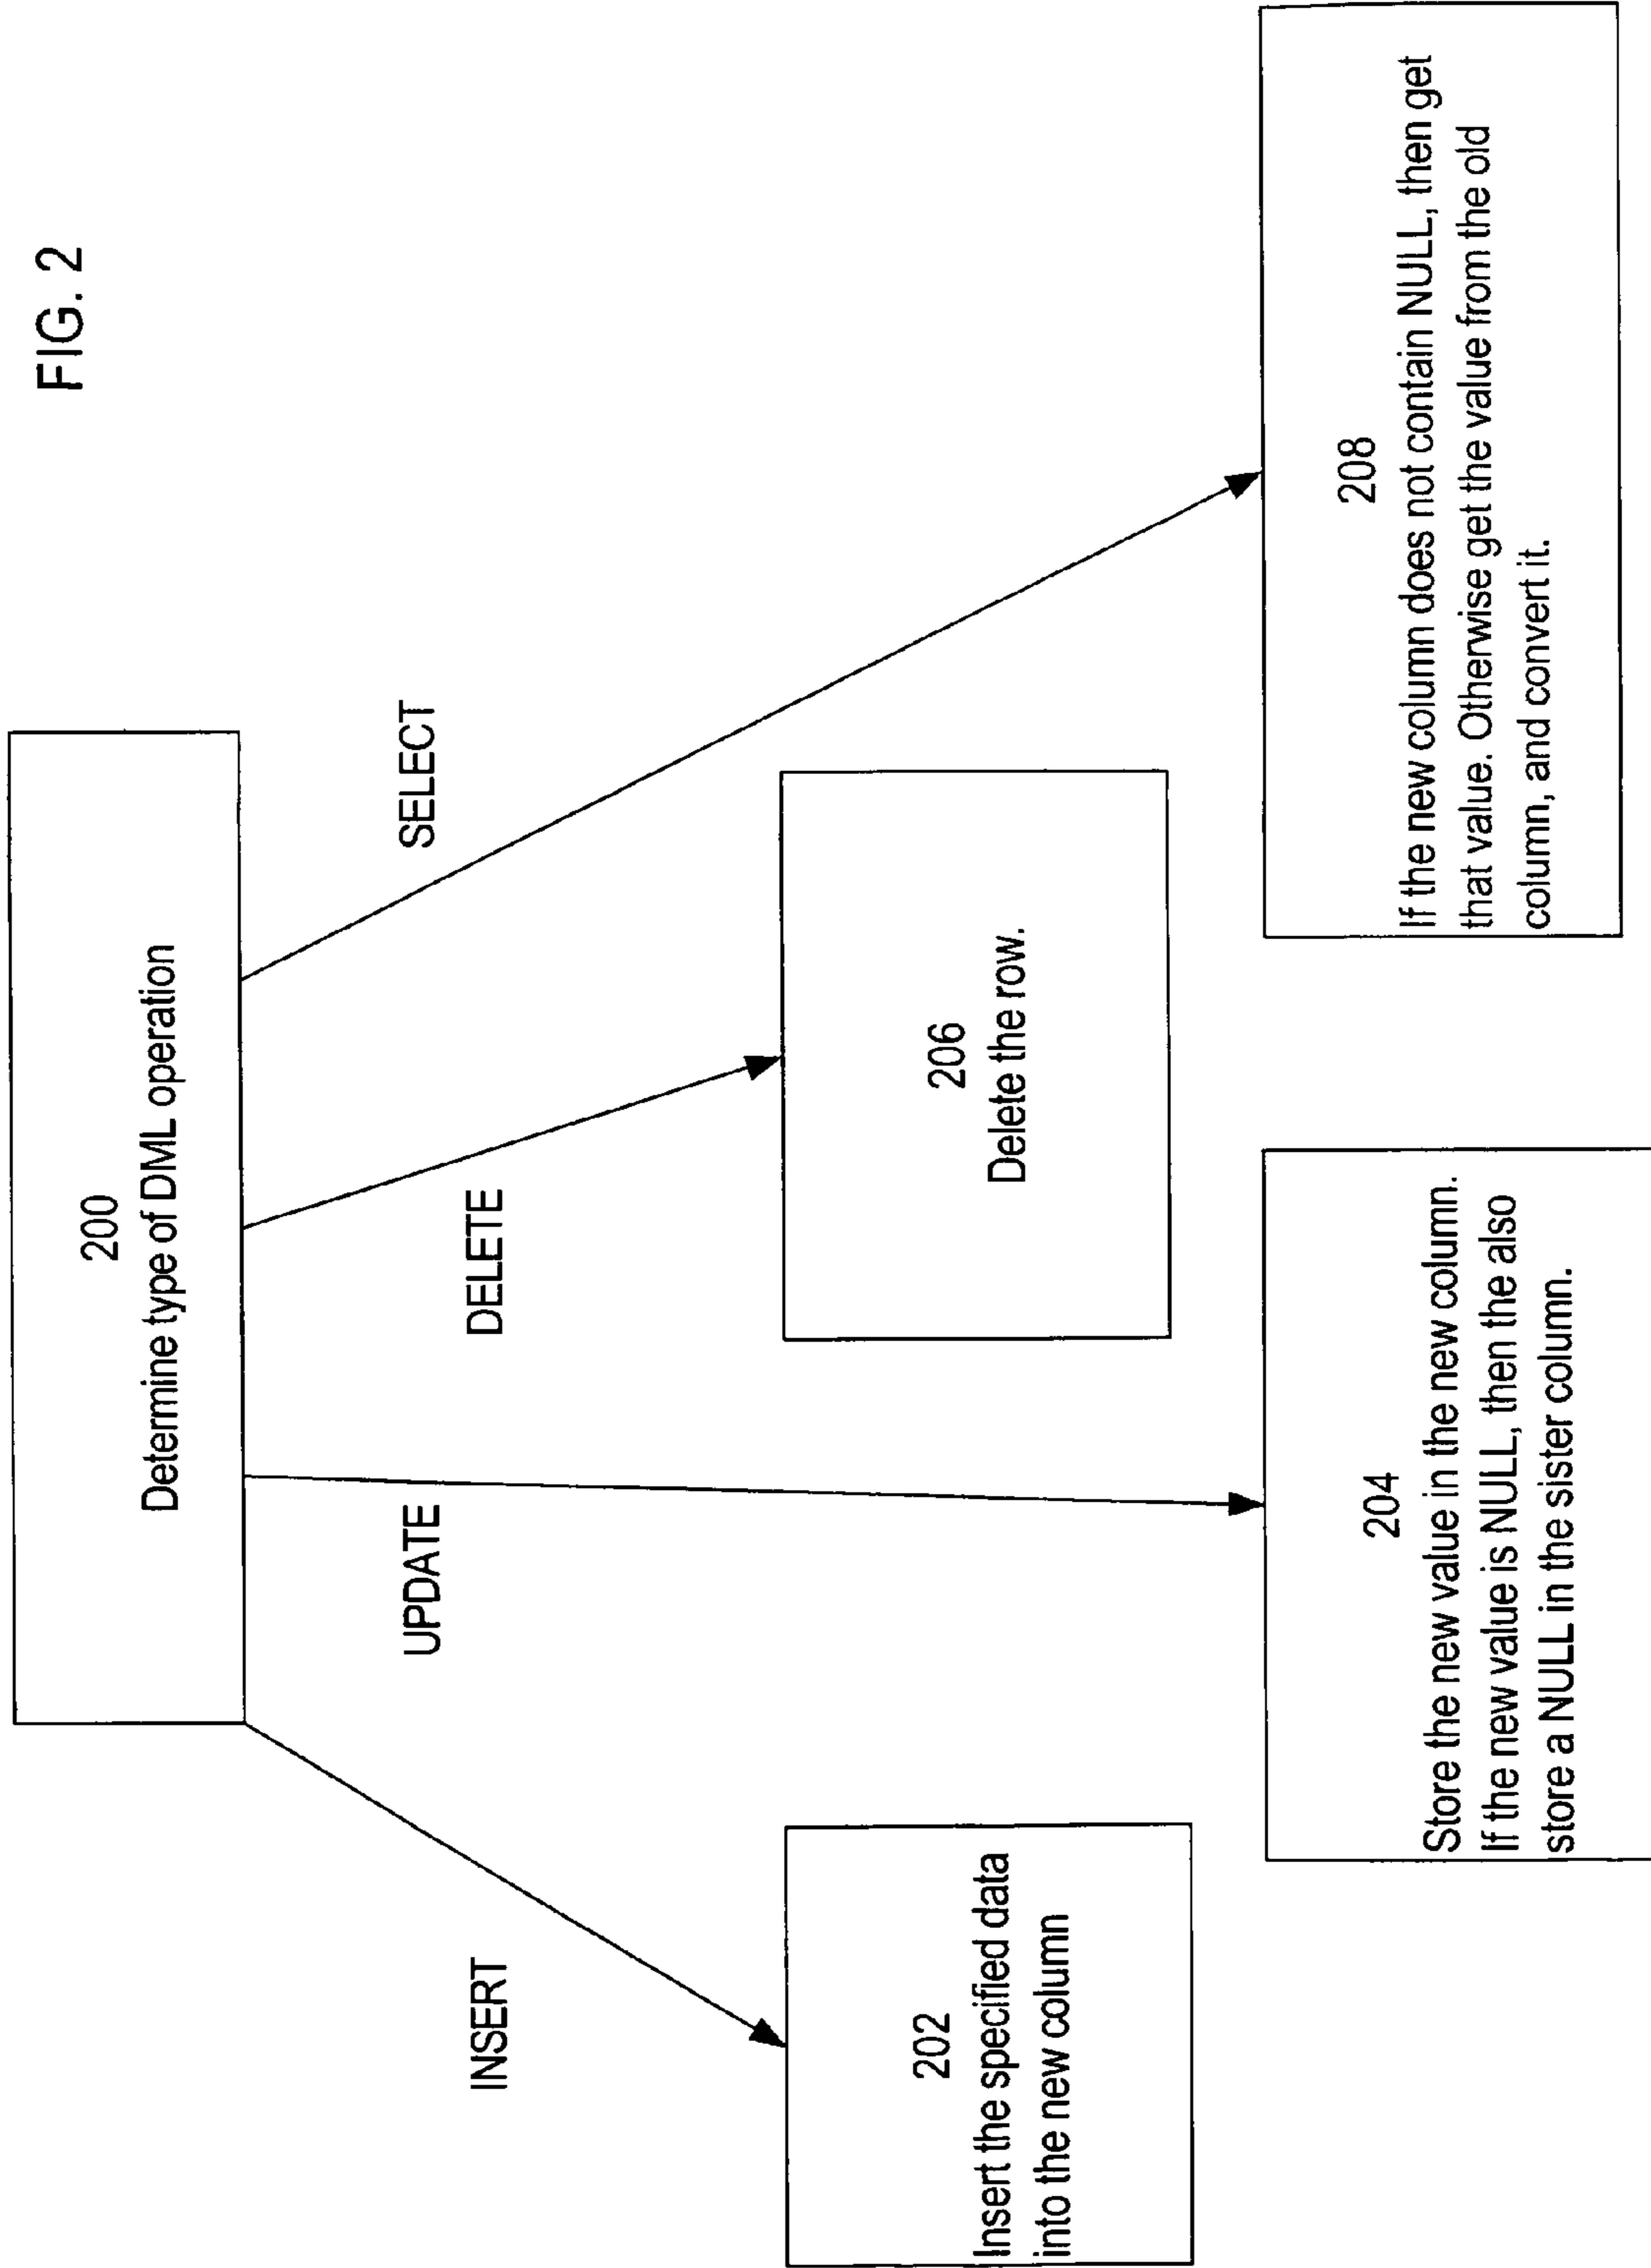 FIG. 2
200
Determine type of DML operation
INSERT
UPDATE
DELETE
SELECT
202
Insert the specified data
into the new column
204
Store the new value in the new column.
If the new value is NULL, then the also
store a NULL in the sister column.
206
Delete the row.
208
If the new column does not contain NULL, then get
that value. Otherwise get the value from the old
column, and convert it.